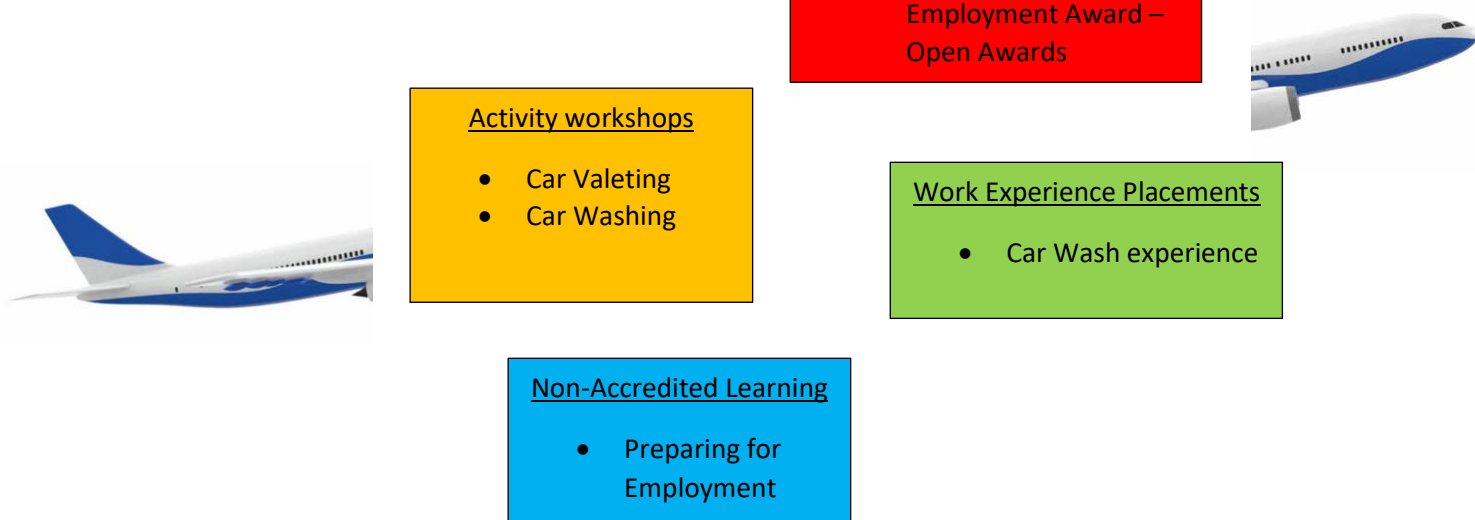 Employment Award –
Open Awards
Activity workshops
• Car Valeting
• Car Washing
Work Experience Placements
• Car Wash experience
Non-Accredited Learning
• Preparing for
Employment